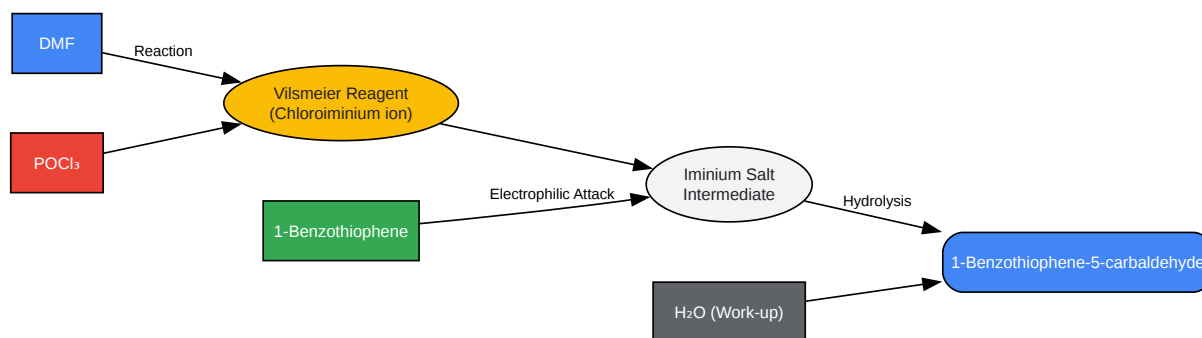 DMF
Reaction
Vilsmeier Reagent
(Chloroiminium ion)
POCl₃
Iminium Salt
Intermediate
Electrophilic Attack
Hydrolysis
1-Benzothiophene
1-Benzothiophene-5-carbaldehyde
H₂O (Work-up)